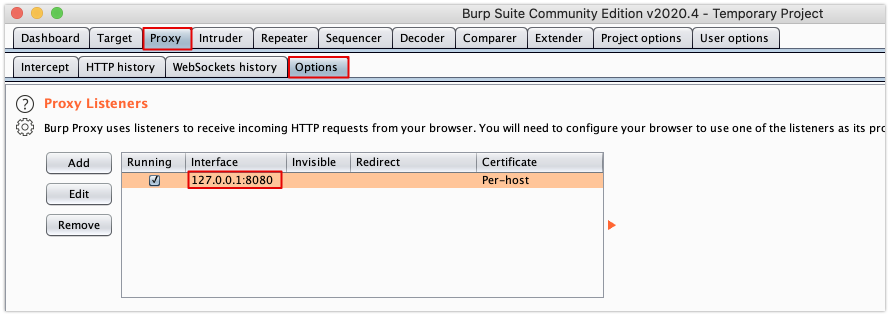 Burp Suite Community Edition v2020.4 - Temporary Project
Dashboard Target Proxy Intruder Repeater Sequencer Decoder Comparer Extender Project options User options
Intercept HTTP history WebSockets history Options
? Proxy Listeners
Burp Proxy uses listeners to receive incoming HTTP requests from your browser. You will need to configure your browser to use one of the listeners as its pro
Add Running Interface Invisible Redirect Certificate
127.0.0.1:8080 Per-host
Edit
Remove